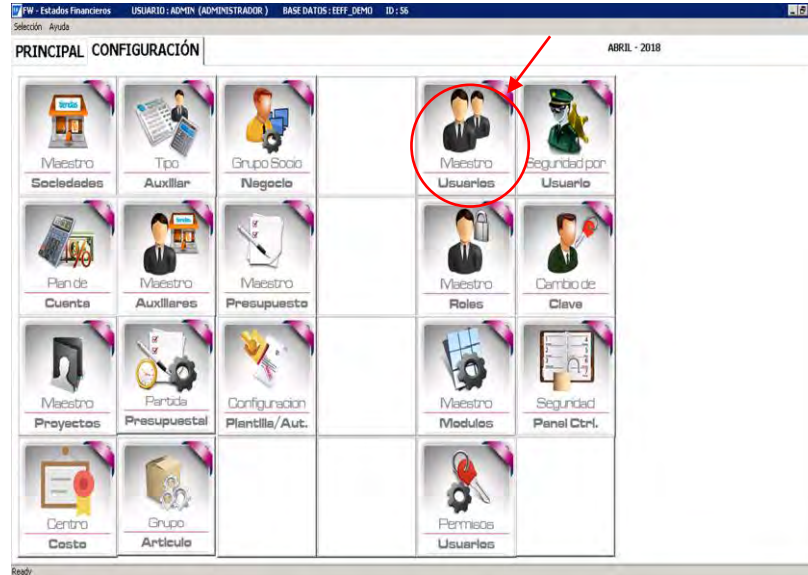 FW - Estados Financieros USUARIO : ADMIN (ADMINISTRADOR ) BASE DATOS : EEFF_DEMO ID : 56
Selección Ayuda
PRINCIPAL CONFIGURACIÓN ABRIL - 2018
tiendas
Maestro Tipo Grupo Socio Maestro Seguridad por
Sociedades Auxiliar Negocio Usuarios Usuario
tiendas
Plan de Maestro Maestro Maestro Cambio de
Cuenta Auxiliares Presupuesto Roles Clave
Maestro Partida Configuracion Maestro Seguridad
Proyectos Presupuestal Plantilla/Aut. Modulos Panel Ctrl.
Centro Grupo Permisos
Costo Articulo Usuarios
Ready